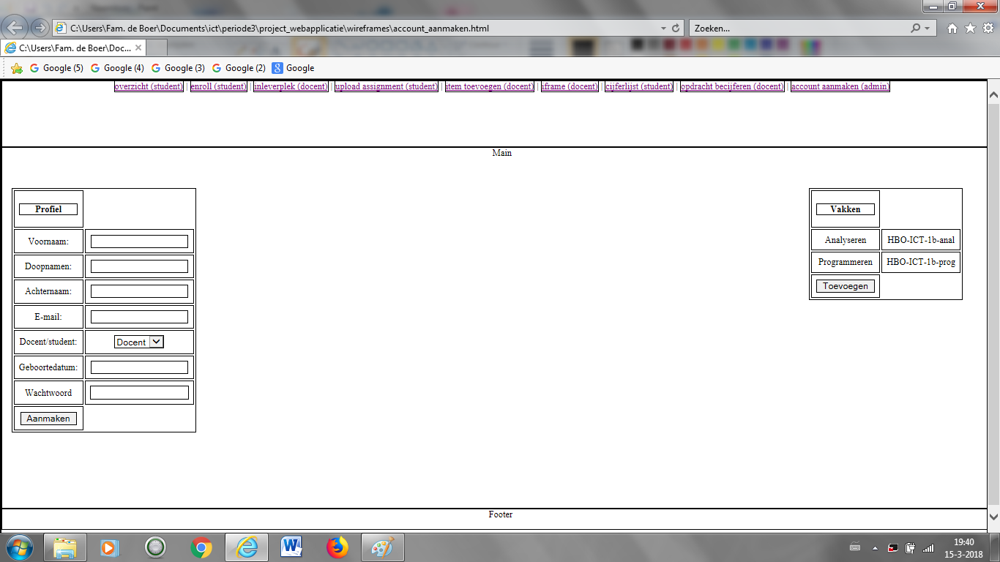 C:\Users\Fam. de Boer\Documents\ict\periode3\project_webapplicatie\wireframes\account_aanmaken.html
Zoeken...
C:\Users\Fam. de Boer\Doc...
Google (5) Google (4) Google (3) Google (2) Google
overzicht (student) | enroll (student) | inleverplek (docent) | upload assignment (student) | item toevoegen (docent) | iframe (docent) | cijferlijst (student) | opdracht becijferen (docent) | account aanmaken (admin)
Main
Profiel
Voornaam:
Doopnamen:
Achternaam:
E-mail:
Docent/student: Docent
Geboortedatum:
Wachtwoord
Aanmaken
Vakken
Analyseren HBO-ICT-1b-anal
Programmeren HBO-ICT-1b-prog
Toevoegen
Footer
19:40
15-3-2018